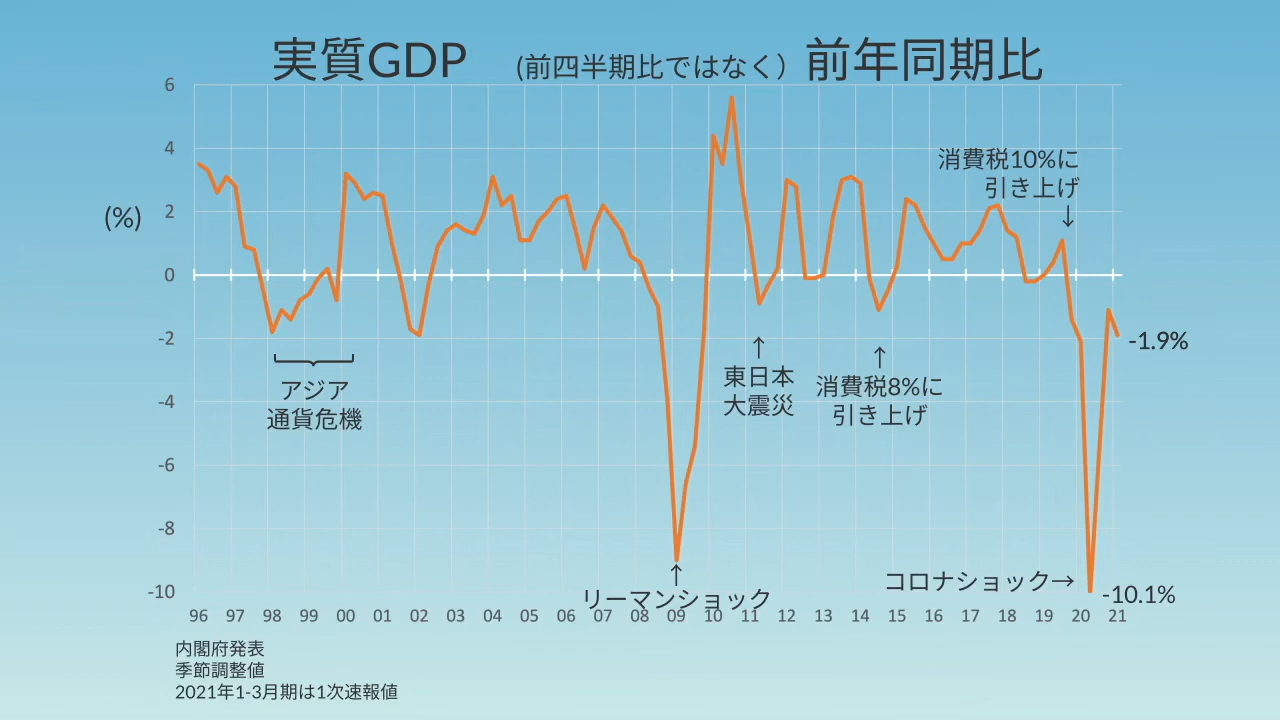 実質GDP (前四半期比ではなく）前年同期比
6
4
2
0
-2
-4
-6
-8
-10
(%)
消費税10%に
引き上げ
↓
-1.9%
アジア
通貨危機
↑
東日本
大震災
↑
消費税8%に
引き上げ
↑
リーマンショック
コロナショック→
-10.1%
96 97 98 99 00 01 02 03 04 05 06 07 08 09 10 11 12 13 14 15 16 17 18 19 20 21
内閣府発表
季節調整値
2021年1-3月期は1次速報値